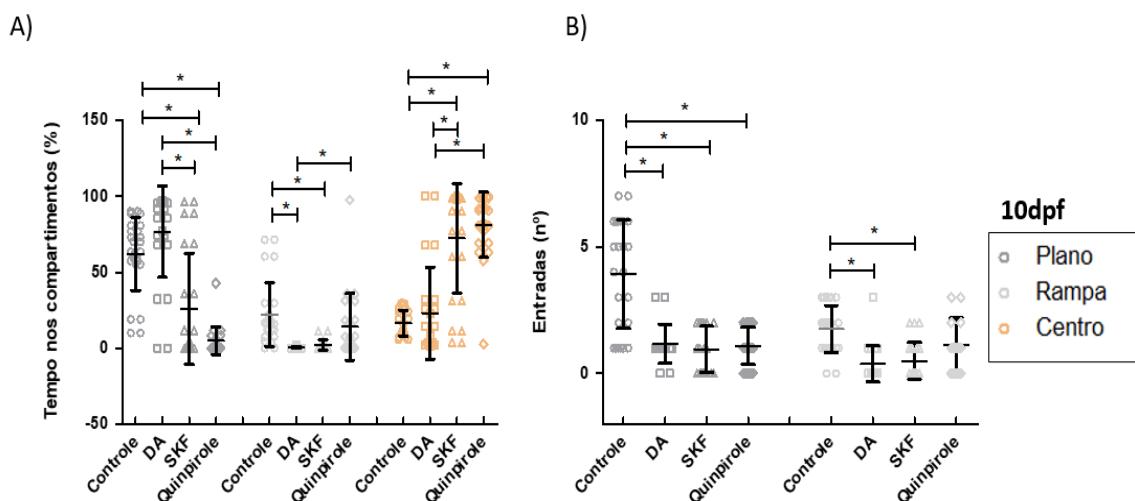 A)
B)
* * * * * * * * * * *
Tempo nos compartimentos (%)
150
100
50
0
-50
Controle DA SKF Quinpirole Controle DA SKF Quinpirole Controle DA SKF Quinpirole
* * * * *
Entradas (nº)
10
5
0
Controle DA SKF Quinpirole Controle DA SKF Quinpirole
10dpf
Plano
Rampa
Centro